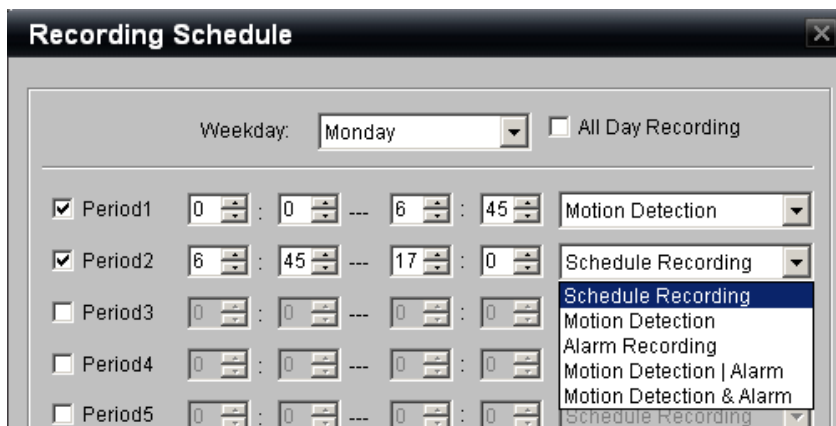 Recording Schedule
Weekday: Monday All Day Recording
Period1 0 : 0 --- 6 : 45 Motion Detection
Period2 6 : 45 --- 17 : 0 Schedule Recording
Schedule Recording
Period3 0 : 0 --- 0 : 0 Motion Detection
Alarm Recording
Period4 0 : 0 --- 0 : 0 Motion Detection | Alarm
Motion Detection & Alarm
Period5 0 : 0 --- 0 : 0 Schedule Recording